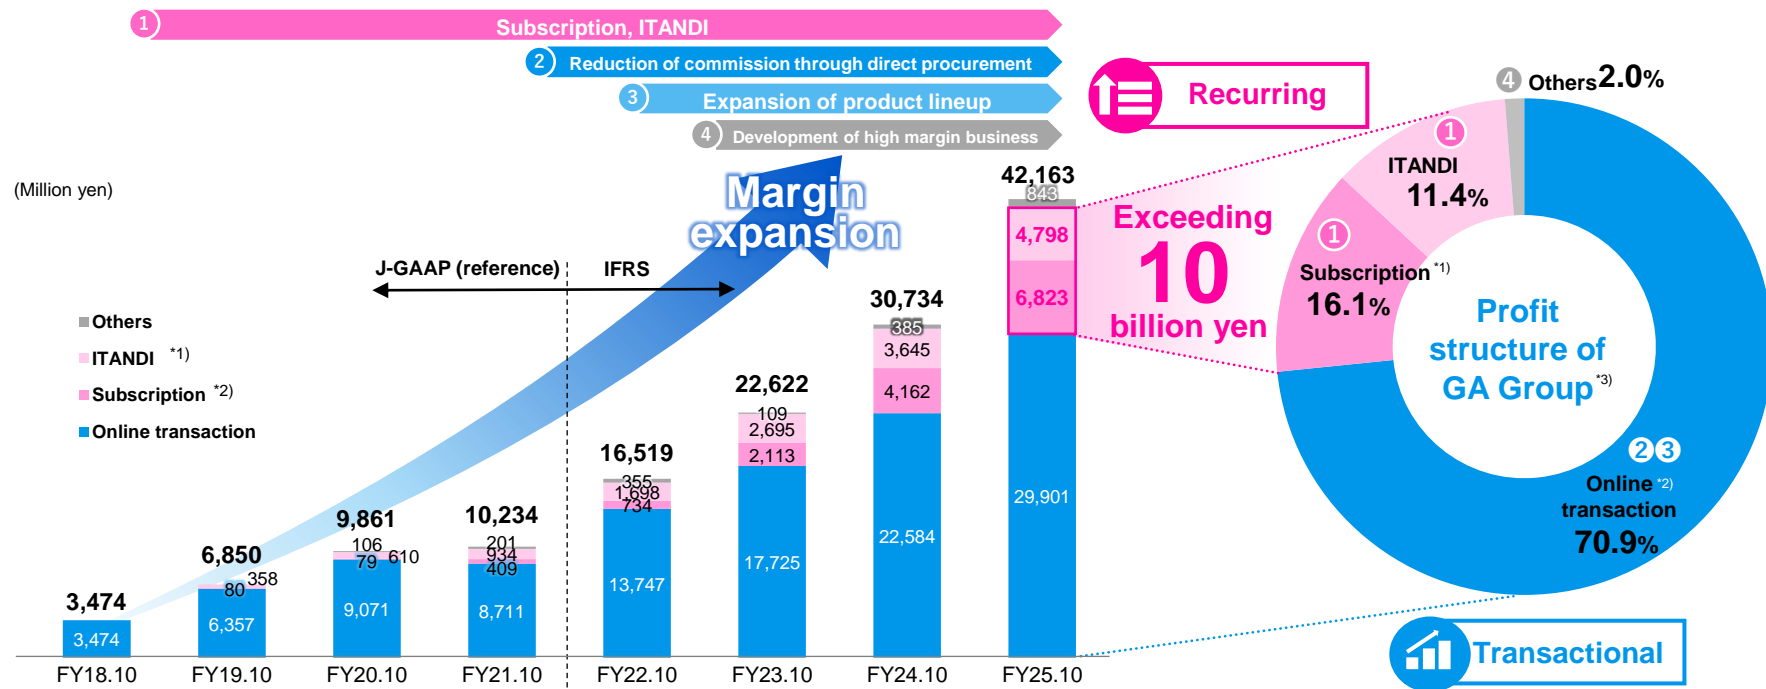 1 Subscription, ITANDI
2 Reduction of commission through direct procurement
3 Expansion of product lineup
4 Development of high margin business
(Million yen)
Margin
expansion
J-GAAP (reference)
IFRS
Others
ITANDI *1)
Subscription *2)
Online transaction
3,474
3,474
FY18.10
6,850
358
80
6,357
FY19.10
9,861
106
610
79
9,071
FY20.10
10,234
201
934
409
8,711
FY21.10
16,519
355
1,698
734
13,747
FY22.10
22,622
109
2,695
2,113
17,725
FY23.10
30,734
385
3,645
4,162
22,584
FY24.10
42,163
843
4,798
6,823
29,901
FY25.10
Recurring
Exceeding
10
billion yen
4 Others 2.0%
1
ITANDI
11.4%
1
Subscription *1)
16.1%
Profit
structure of
GA Group *3)
2 3
Online *2)
transaction
70.9%
Transactional